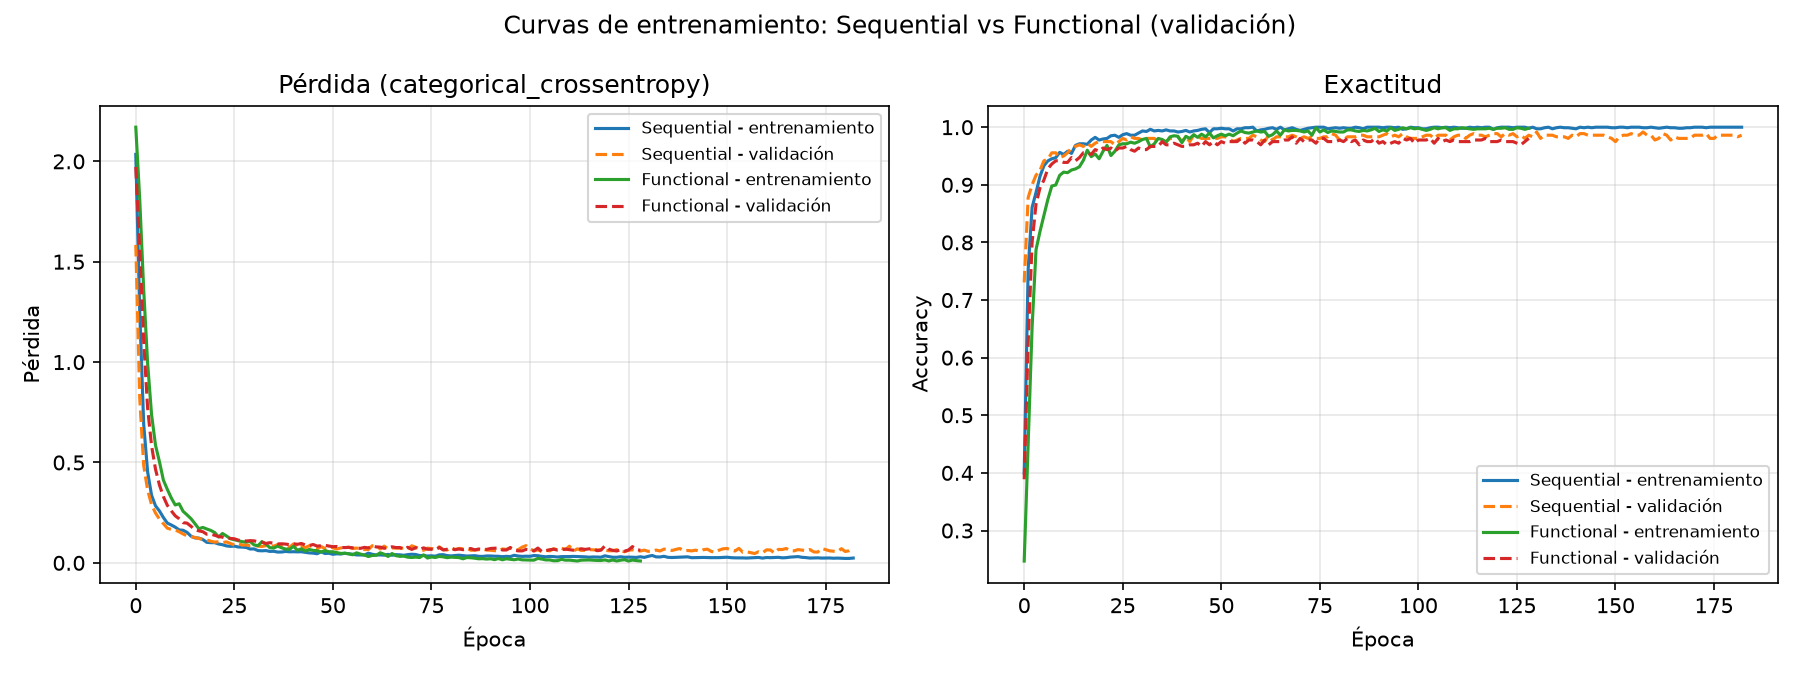 Curvas de entrenamiento: Sequential vs Functional (validación)
Pérdida (categorical_crossentropy)
Pérdida
2.0
1.5
1.0
0.5
0.0
0 25 50 75 100 125 150 175
Época
Sequential - entrenamiento
Sequential - validación
Functional - entrenamiento
Functional - validación
Exactitud
Accuracy
1.0
0.9
0.8
0.7
0.6
0.5
0.4
0.3
0 25 50 75 100 125 150 175
Época
Sequential - entrenamiento
Sequential - validación
Functional - entrenamiento
Functional - validación